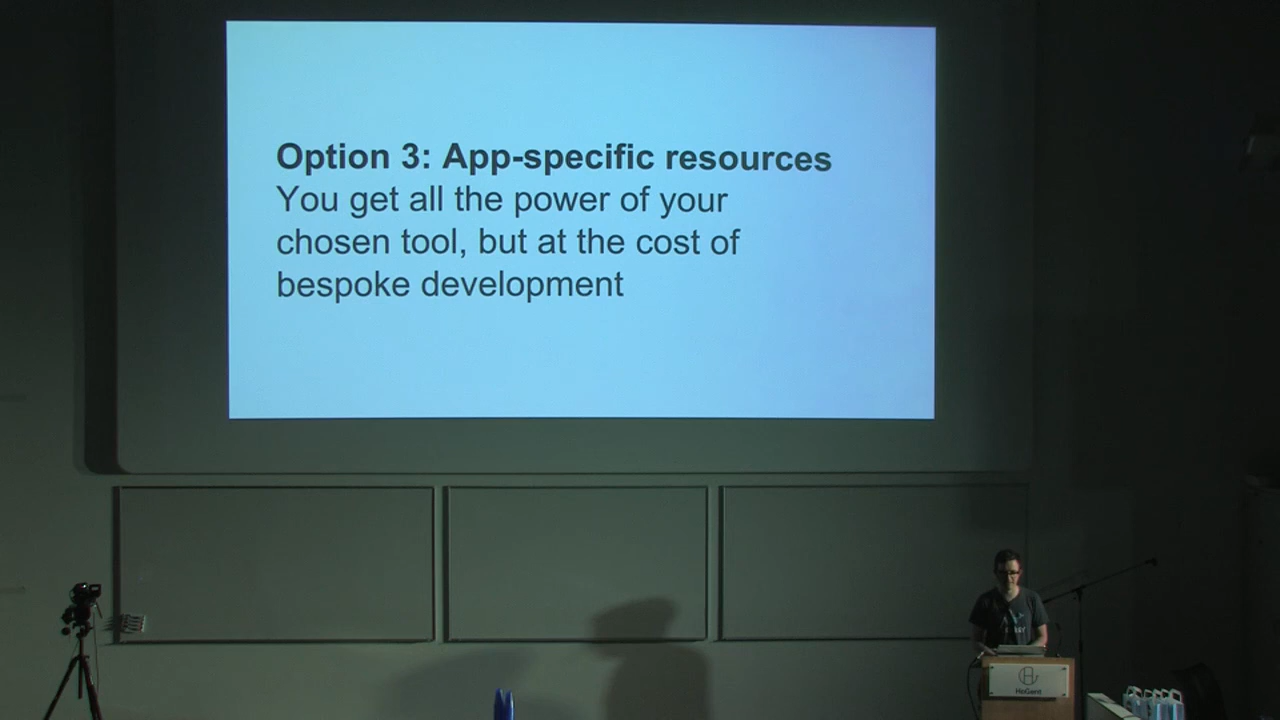 Option 3: App-specific resources
You get all the power of your
chosen tool, but at the cost of
bespoke development
HoGent